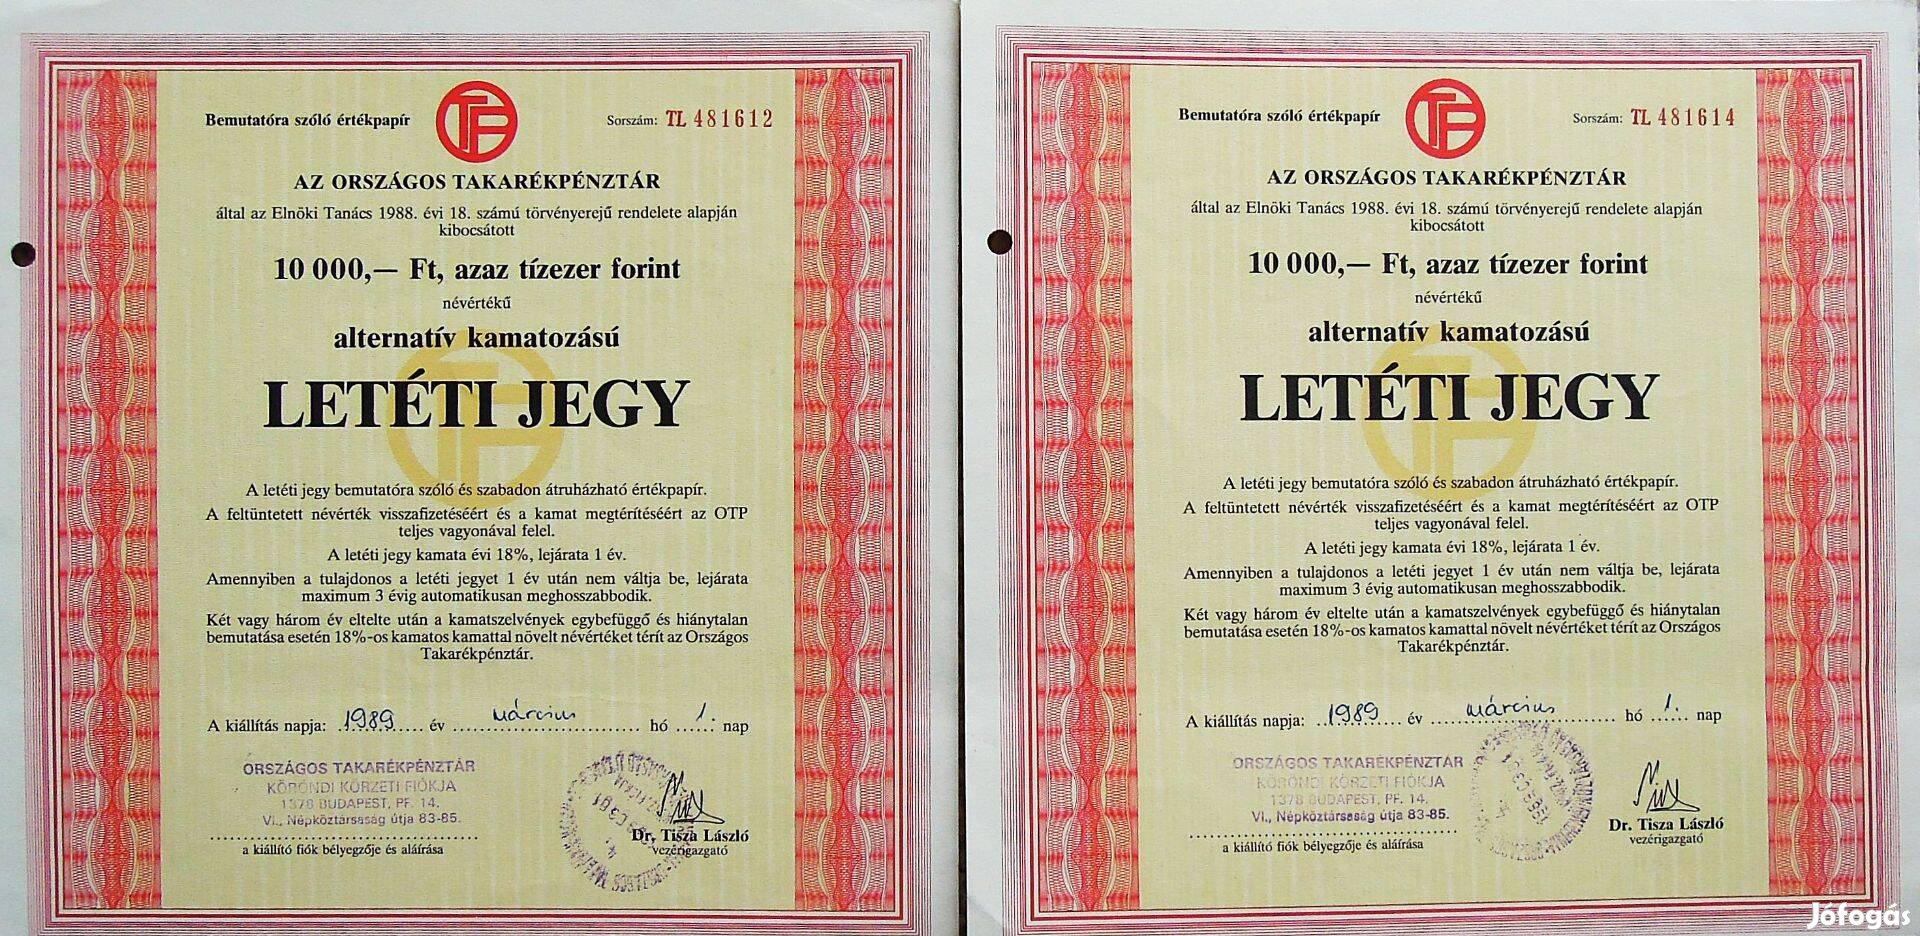 Bemutatóra szóló értékpapír
Sorszám: TL 481612
AZ ORSZÁGOS TAKARÉKPÉNZTÁR
által az Elnöki Tanács 1988. évi 18. számú törvényerejű rendelete alapján
kibocsátott
10 000,— Ft, azaz tízezer forint
névértékű
alternatív kamatozású
LETÉTI JEGY
A letéti jegy bemutatóra szóló és szabadon átruházható értékpapír.
A feltüntetett névérték visszafizetéséért és a kamat megtérítéséért az OTP
teljes vagyonával felel.
A letéti jegy kamata évi 18%, lejárata 1 év.
Amennyiben a tulajdonos a letéti jegyet 1 év után nem váltja be, lejárata
maximum 3 évig automatikusan meghosszabbodik.
Két vagy három év eltelte után a kamatszelvények egybefüggő és hiánytalan
bemutatása esetén 18%-os kamatos kamattal növelt névértéket térít az Országos
Takarékpénztár.
A kiállítás napja: 1989 év március hó 1. nap
ORSZÁGOS TAKARÉKPÉNZTÁR
KÖRÖNDI KÖRZETI FIÓKJA
1378 BUDAPEST, PF. 14.
VI., Népköztársaság útja 83-85.
a kiállító fiók bélyegzője és aláírása
Dr. Tisza László
vezérigazgató
Bemutatóra szóló értékpapír
Sorszám: TL 481614
AZ ORSZÁGOS TAKARÉKPÉNZTÁR
által az Elnöki Tanács 1988. évi 18. számú törvényerejű rendelete alapján
kibocsátott
10 000,— Ft, azaz tízezer forint
névértékű
alternatív kamatozású
LETÉTI JEGY
A letéti jegy bemutatóra szóló és szabadon átruházható értékpapír.
A feltüntetett névérték visszafizetéséért és a kamat megtérítéséért az OTP
teljes vagyonával felel.
A letéti jegy kamata évi 18%, lejárata 1 év.
Amennyiben a tulajdonos a letéti jegyet 1 év után nem váltja be, lejárata
maximum 3 évig automatikusan meghosszabbodik.
Két vagy három év eltelte után a kamatszelvények egybefüggő és hiánytalan
bemutatása esetén 18%-os kamatos kamattal növelt névértéket térít az Országos
Takarékpénztár.
A kiállítás napja: 1989 év március hó 1. nap
ORSZÁGOS TAKARÉKPÉNZTÁR
KÖRÖNDI KÖRZETI FIÓKJA
1378 BUDAPEST, PF. 14.
VI., Népköztársaság útja 83-85.
a kiállító fiók bélyegzője és aláírása
Dr. Tisza László
vezérigazgató
Jófogás